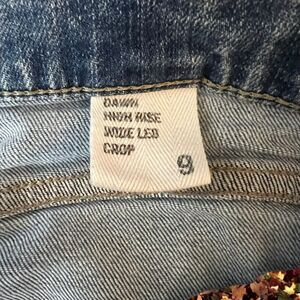 DAWN
HIGH RISE
WIDE LEG
CROP
9